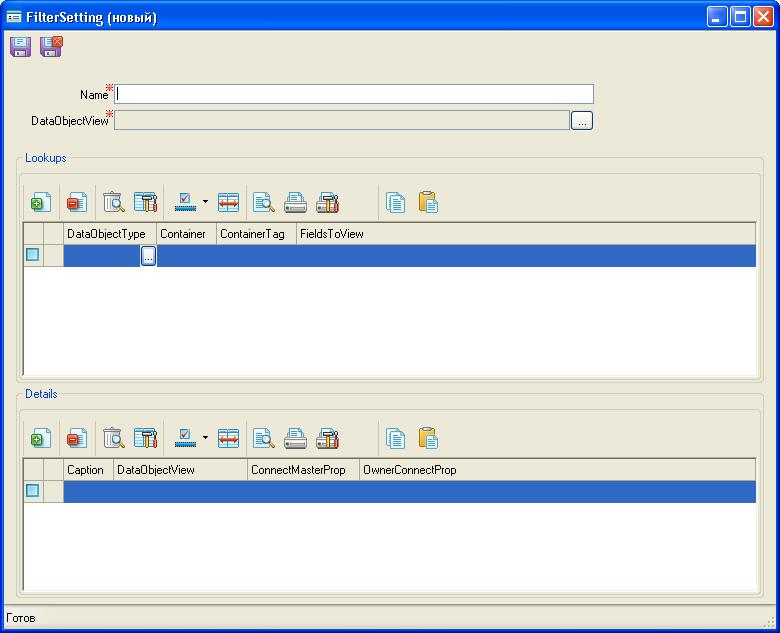 FilterSetting (новый)
Name*
DataObjectView*
...
Lookups
DataObjectType Container ContainerTag FieldsToView
...
Details
Caption DataObjectView ConnectMasterProp OwnerConnectProp
Готов